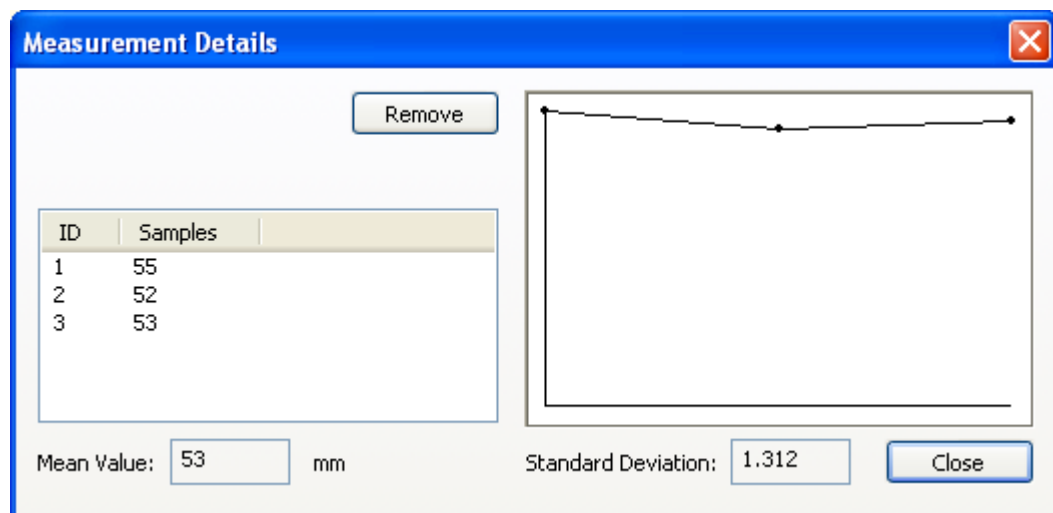 Measurement Details
Remove
ID Samples
1 55
2 52
3 53
Mean Value: 53 mm
Standard Deviation: 1.312
Close